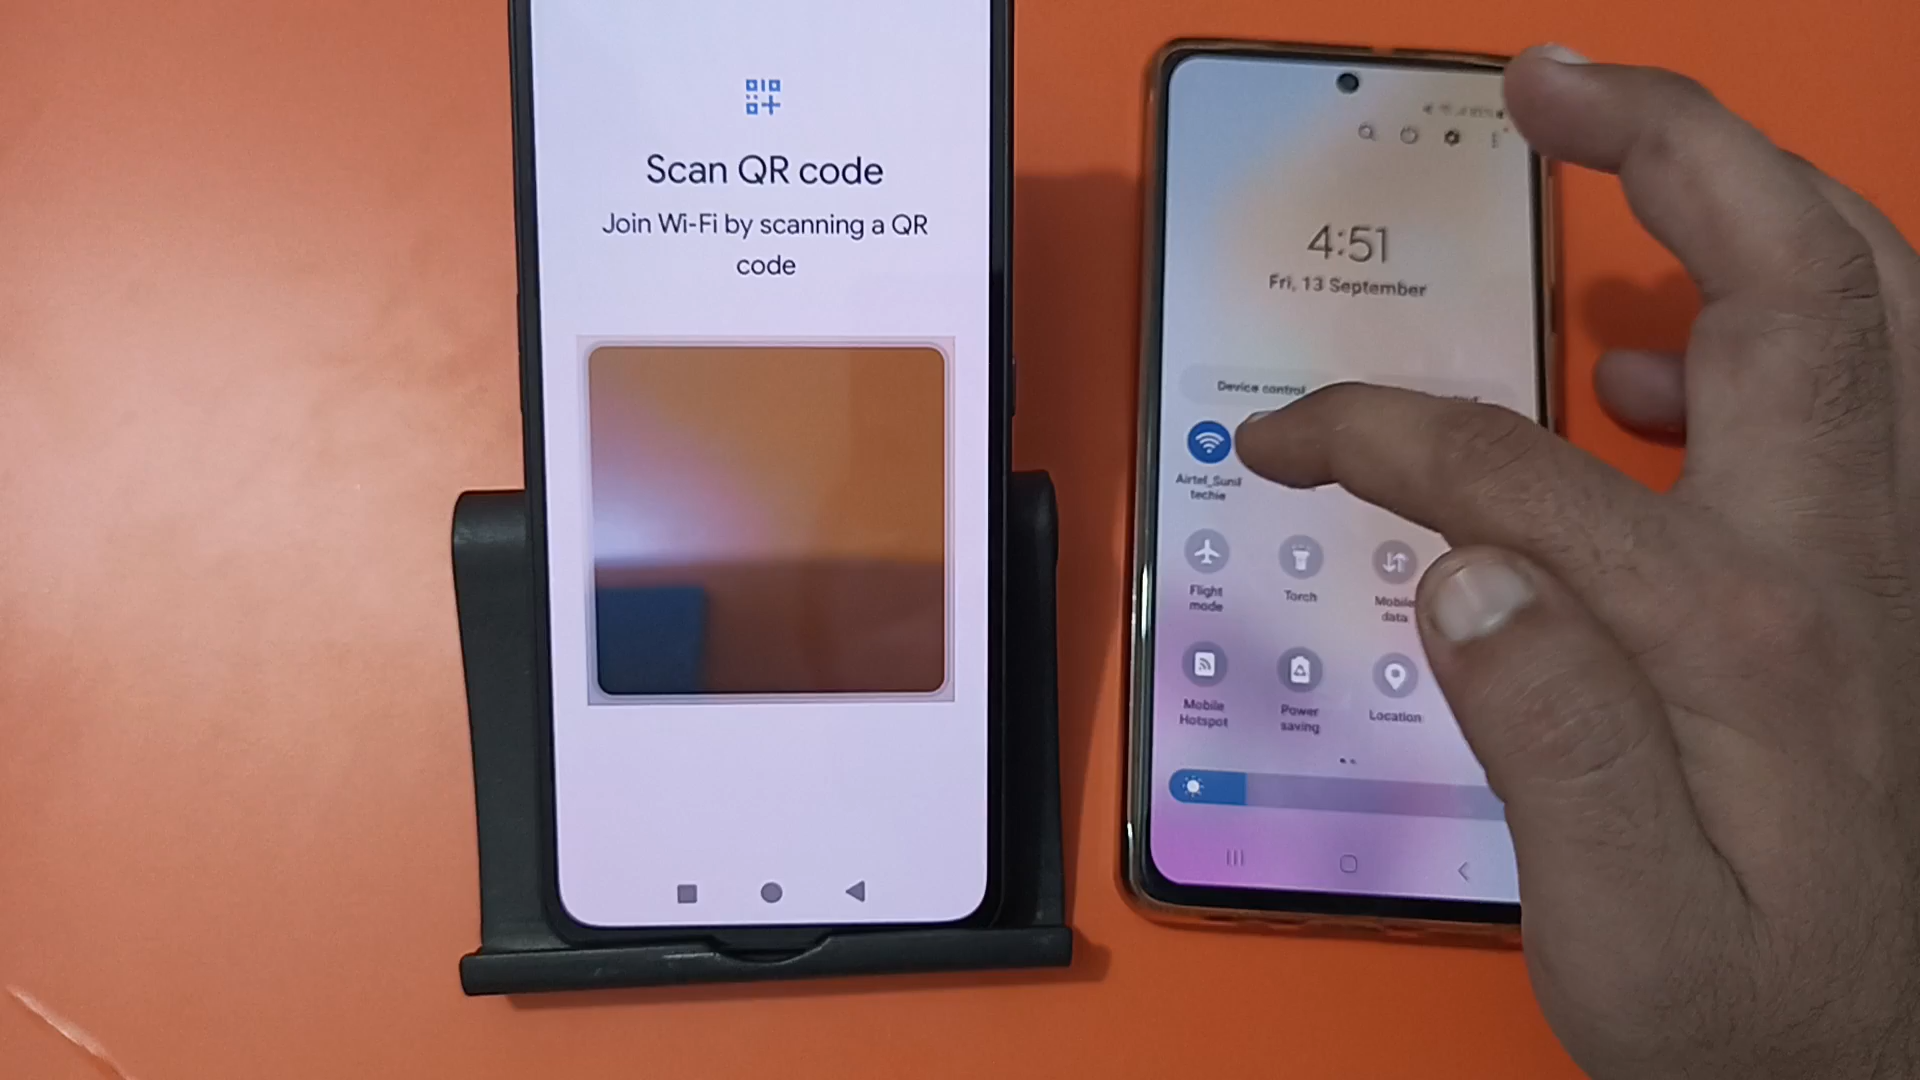 Scan QR code
Join Wi-Fi by scanning a QR
code
4:51
Fri, 13 September
Device control
Airtel_Sunil
techie
Flight
mode
Torch
Mobile
data
Mobile
Hotspot
Power
saving
Location